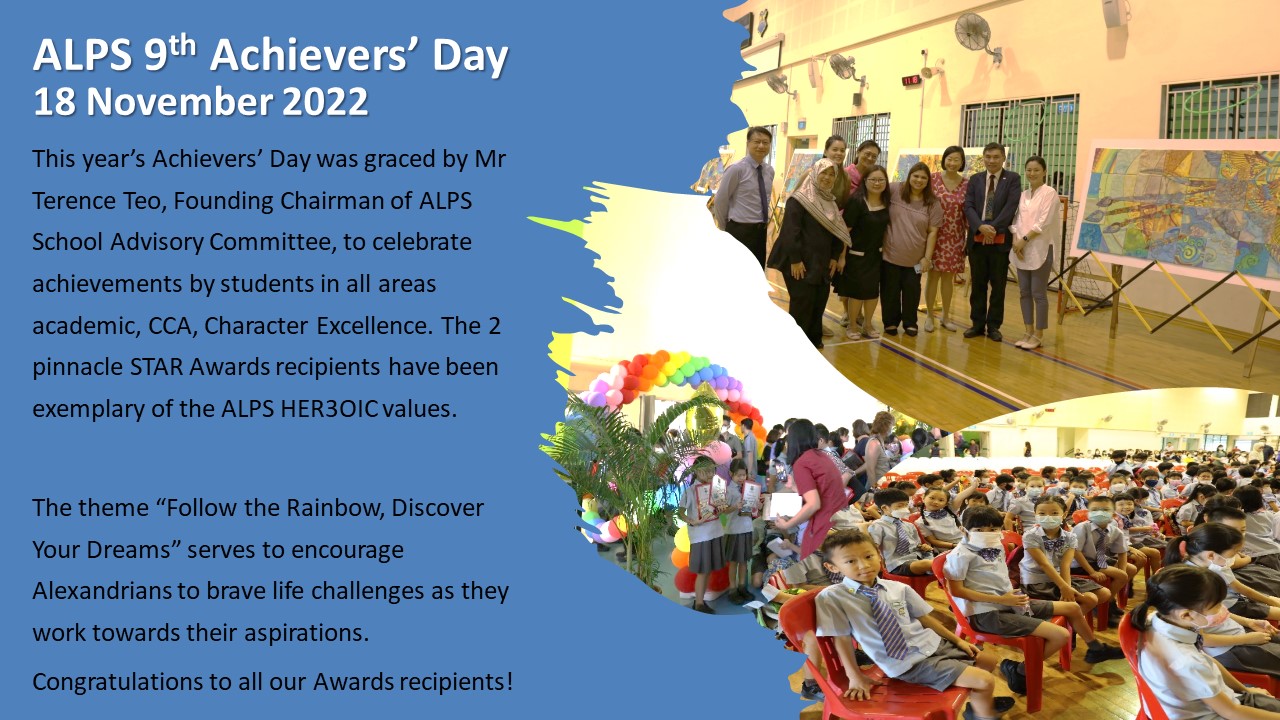 ALPS 9th Achievers’ Day
18 November 2022
This year’s Achievers’ Day was graced by Mr
Terence Teo, Founding Chairman of ALPS
School Advisory Committee, to celebrate
achievements by students in all areas
academic, CCA, Character Excellence. The 2
pinnacle STAR Awards recipients have been
exemplary of the ALPS HER3OIC values.
The theme “Follow the Rainbow, Discover
Your Dreams” serves to encourage
Alexandrians to brave life challenges as they
work towards their aspirations.
Congratulations to all our Awards recipients!